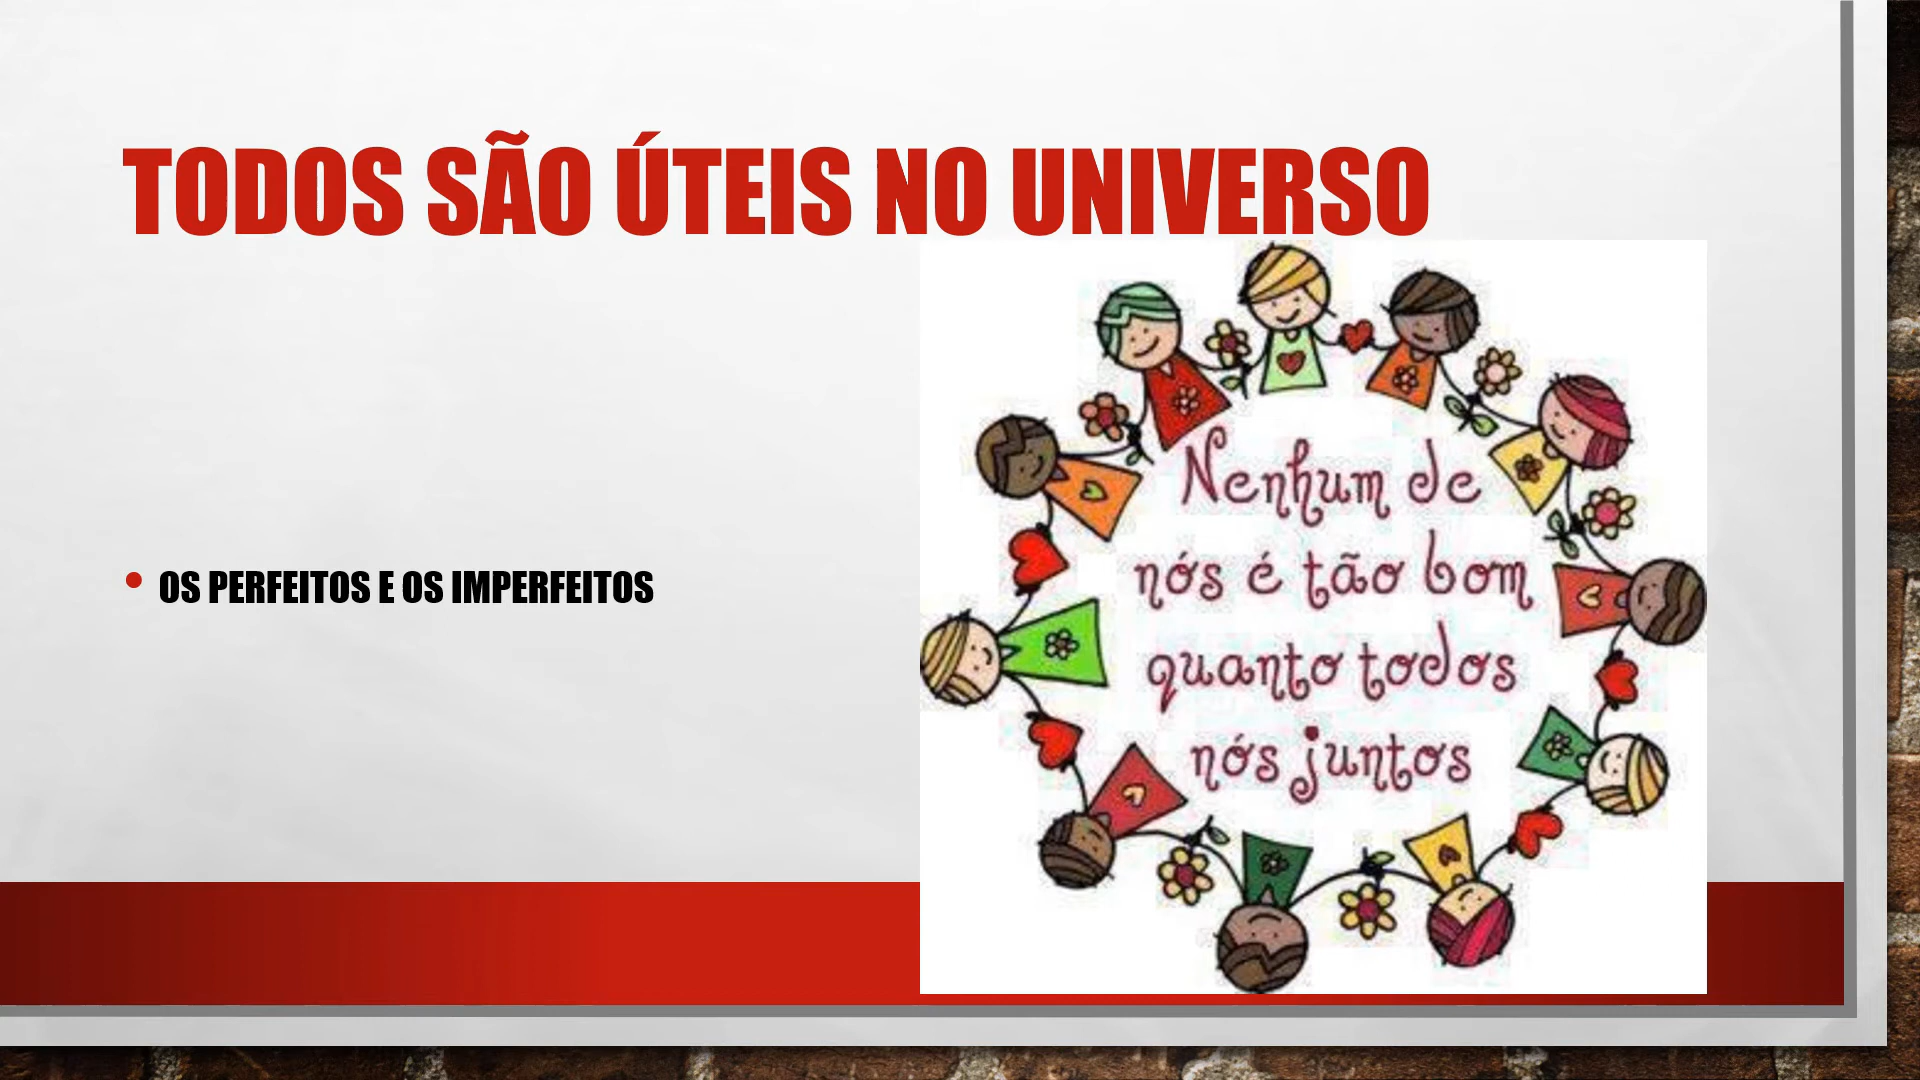 TODOS SÃO ÚTEIS NO UNIVERSO
• OS PERFEITOS E OS IMPERFEITOS
Nenhum de
nós é tão bom
quanto todos
nós juntos